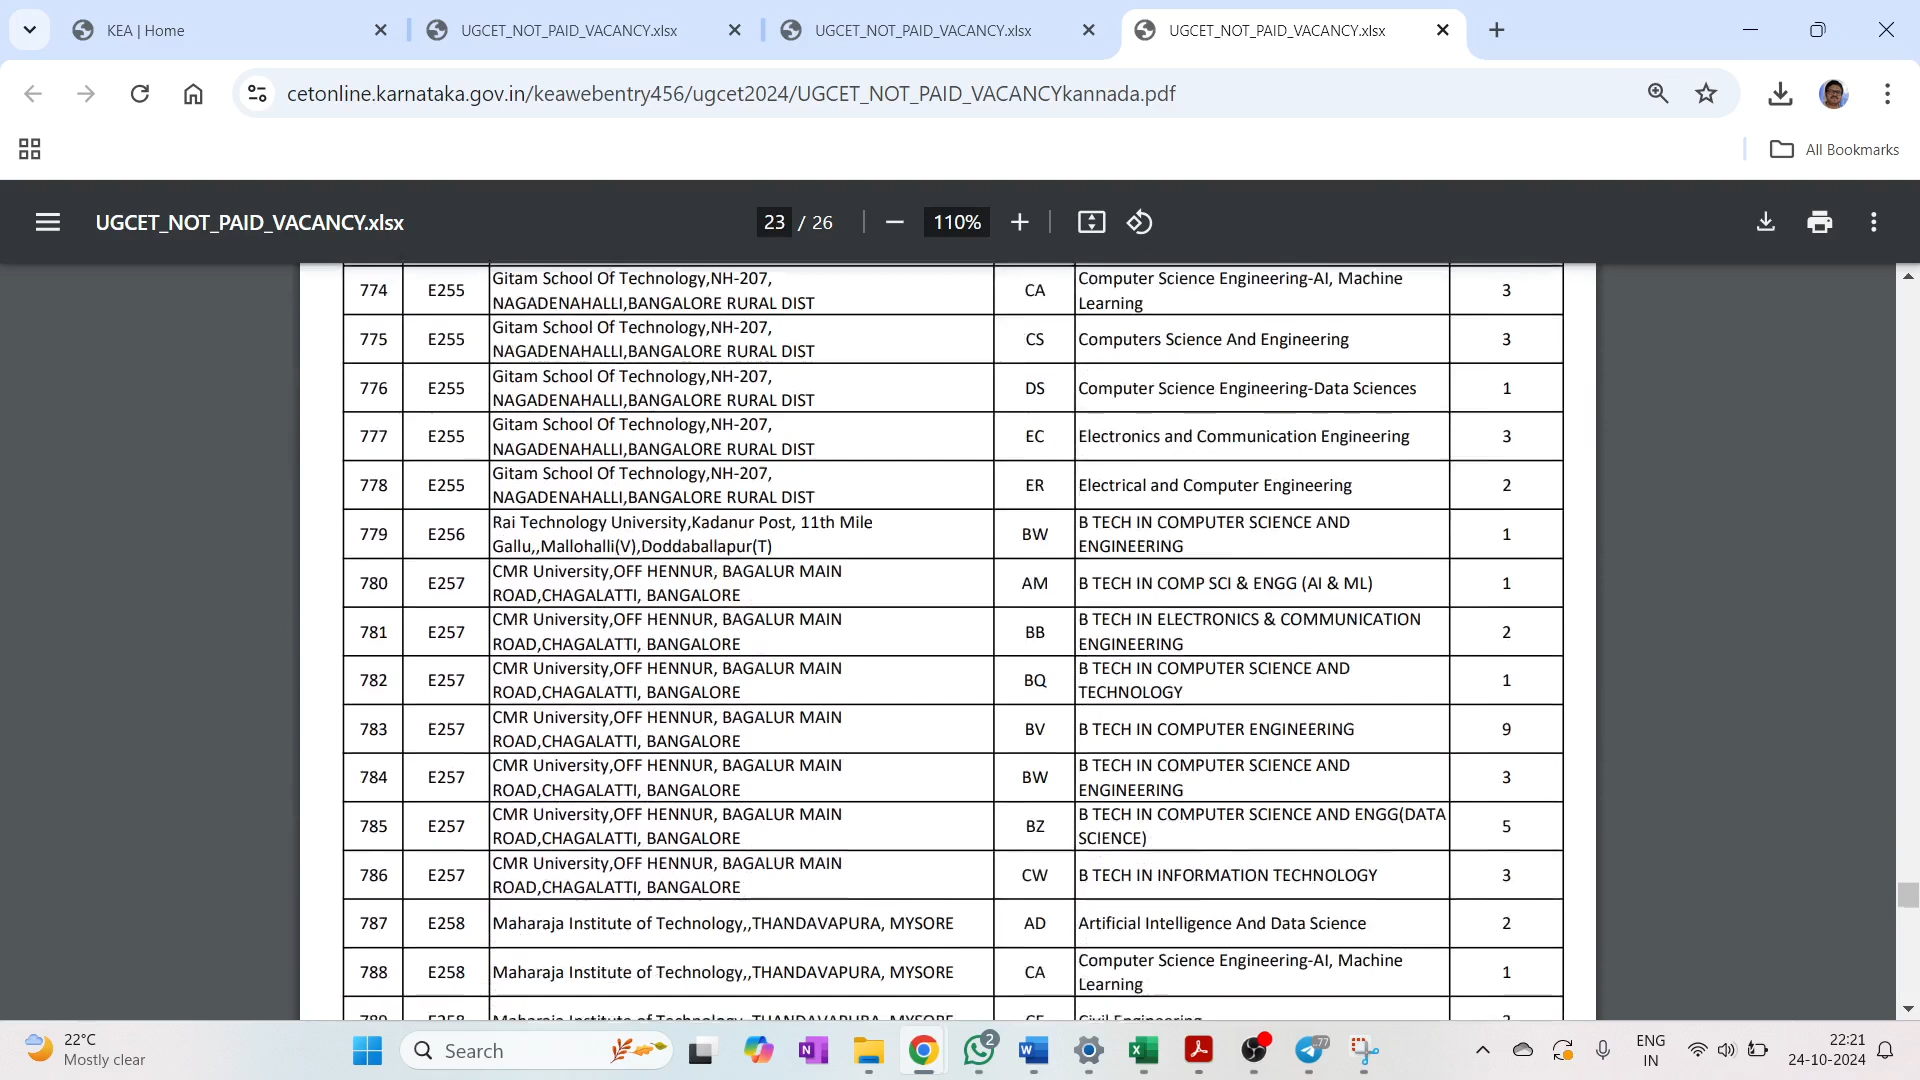 KEA | Home
UGCET_NOT_PAID_VACANCY.xlsx
UGCET_NOT_PAID_VACANCY.xlsx
UGCET_NOT_PAID_VACANCY.xlsx
cetonline.karnataka.gov.in/keawebentry456/ugcet2024/UGCET_NOT_PAID_VACANCYkannada.pdf
All Bookmarks
UGCET_NOT_PAID_VACANCY.xlsx
23 / 26
110%
774 E255 Gitam School Of Technology,NH-207, NAGADENAHALLI,BANGALORE RURAL DIST CA Computer Science Engineering-AI, Machine Learning 3
775 E255 Gitam School Of Technology,NH-207, NAGADENAHALLI,BANGALORE RURAL DIST CS Computers Science And Engineering 3
776 E255 Gitam School Of Technology,NH-207, NAGADENAHALLI,BANGALORE RURAL DIST DS Computer Science Engineering-Data Sciences 1
777 E255 Gitam School Of Technology,NH-207, NAGADENAHALLI,BANGALORE RURAL DIST EC Electronics and Communication Engineering 3
778 E255 Gitam School Of Technology,NH-207, NAGADENAHALLI,BANGALORE RURAL DIST ER Electrical and Computer Engineering 2
779 E256 Rai Technology University,Kadanur Post, 11th Mile Gallu,,Mallohalli(V),Doddaballapur(T) BW B TECH IN COMPUTER SCIENCE AND ENGINEERING 1
780 E257 CMR University,OFF HENNUR, BAGALUR MAIN ROAD,CHAGALATTI, BANGALORE AM B TECH IN COMP SCI & ENGG (AI & ML) 1
781 E257 CMR University,OFF HENNUR, BAGALUR MAIN ROAD,CHAGALATTI, BANGALORE BB B TECH IN ELECTRONICS & COMMUNICATION ENGINEERING 2
782 E257 CMR University,OFF HENNUR, BAGALUR MAIN ROAD,CHAGALATTI, BANGALORE BQ B TECH IN COMPUTER SCIENCE AND TECHNOLOGY 1
783 E257 CMR University,OFF HENNUR, BAGALUR MAIN ROAD,CHAGALATTI, BANGALORE BV B TECH IN COMPUTER ENGINEERING 9
784 E257 CMR University,OFF HENNUR, BAGALUR MAIN ROAD,CHAGALATTI, BANGALORE BW B TECH IN COMPUTER SCIENCE AND ENGINEERING 3
785 E257 CMR University,OFF HENNUR, BAGALUR MAIN ROAD,CHAGALATTI, BANGALORE BZ B TECH IN COMPUTER SCIENCE AND ENGG(DATA SCIENCE) 5
786 E257 CMR University,OFF HENNUR, BAGALUR MAIN ROAD,CHAGALATTI, BANGALORE CW B TECH IN INFORMATION TECHNOLOGY 3
787 E258 Maharaja Institute of Technology,,THANDAVAPURA, MYSORE AD Artificial Intelligence And Data Science 2
788 E258 Maharaja Institute of Technology,,THANDAVAPURA, MYSORE CA Computer Science Engineering-AI, Machine Learning 1
789 E258 Maharaja Institute of Technology,,THANDAVAPURA, MYSORE CE Civil Engineering
22°C
Mostly clear
Search
2
77
ENG
IN
22:21
24-10-2024